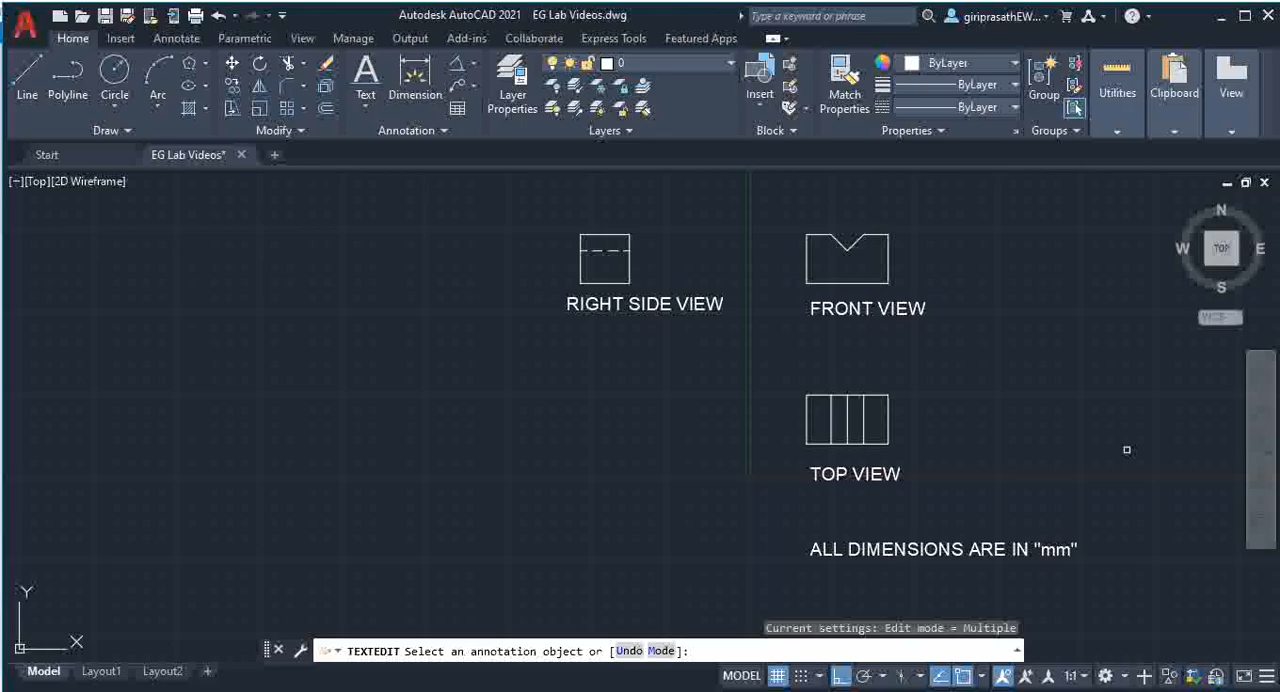 Autodesk AutoCAD 2021 EG Lab Videos.dwg
Type a keyword or phrase
giriprasathEW...
Home Insert Annotate Parametric View Manage Output Add-ins Collaborate Express Tools Featured Apps
0
ByLayer
ByLayer
ByLayer
Line Polyline Circle Arc
Text Dimension
Layer Properties
Insert
Match Properties
Group
Utilities
Clipboard
View
Draw Modify Annotation Layers Block Properties Groups
Start EG Lab Videos*
[−][Top][2D Wireframe]
N
W TOP E
S
WCS
RIGHT SIDE VIEW
FRONT VIEW
TOP VIEW
ALL DIMENSIONS ARE IN "mm"
Y
X
Current settings: Edit mode = Multiple
TEXTEDIT Select an annotation object or [Undo Mode]:
Model Layout1 Layout2 +
MODEL 1:1